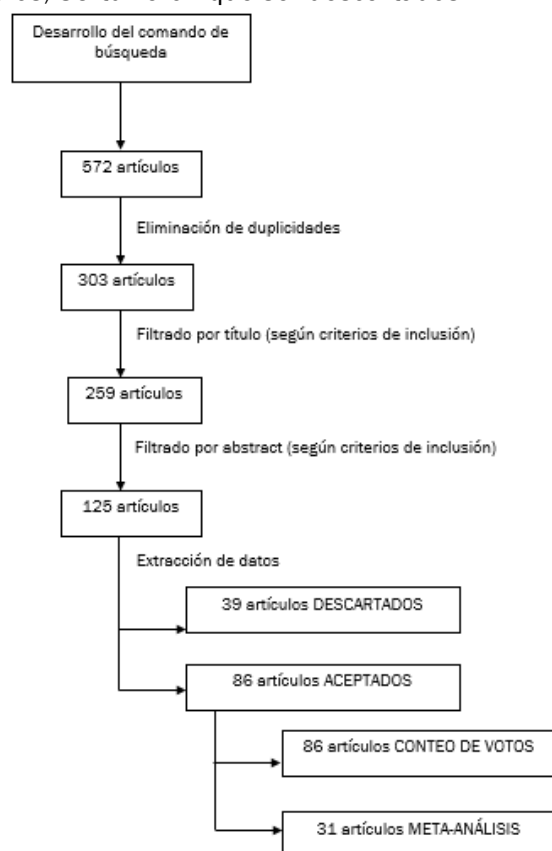 Desarrollo del comando de
búsqueda
572 artículos
Eliminación de duplicidades
303 artículos
Filtrado por título (según criterios de inclusión)
259 artículos
Filtrado por abstract (según criterios de inclusión)
125 artículos
Extracción de datos
39 artículos DESCARTADOS
86 artículos ACEPTADOS
86 artículos CONTEO DE VOTOS
31 artículos META-ANÁLISIS